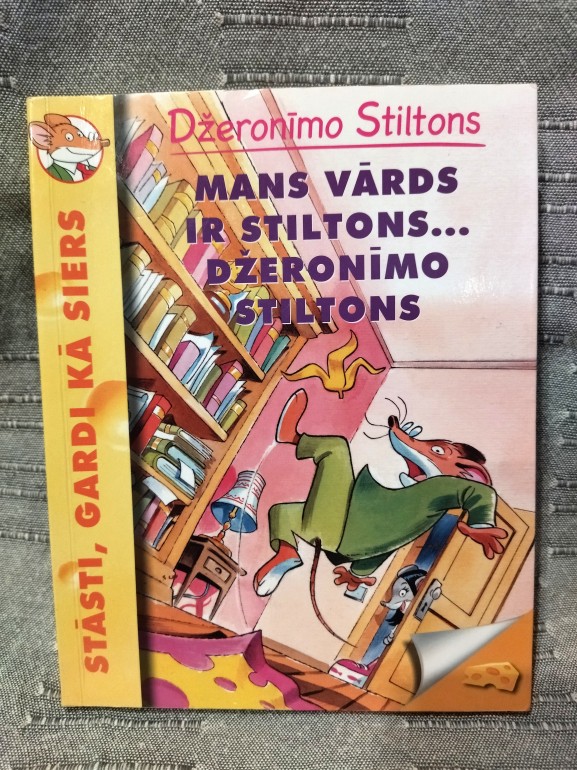 Džeronīmo Stiltons
MANS VĀRDS
IR STILTONS...
DŽERONĪMO
STILTONS
STĀSTI, GARDI KĀ SIERS